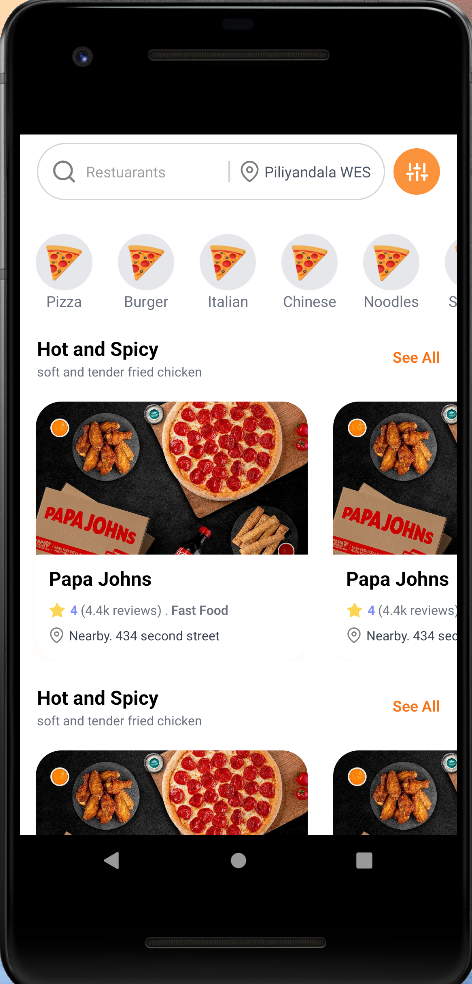 Restuarants Piliyandala WES
Pizza Burger Italian Chinese Noodles S
Hot and Spicy See All
soft and tender fried chicken
PAPA JOHNS PAPA JOHNS
Papa Johns Papa Johns
4 (4.4k reviews) . Fast Food 4 (4.4k reviews)
Nearby. 434 second street Nearby. 434 sec
Hot and Spicy See All
soft and tender fried chicken